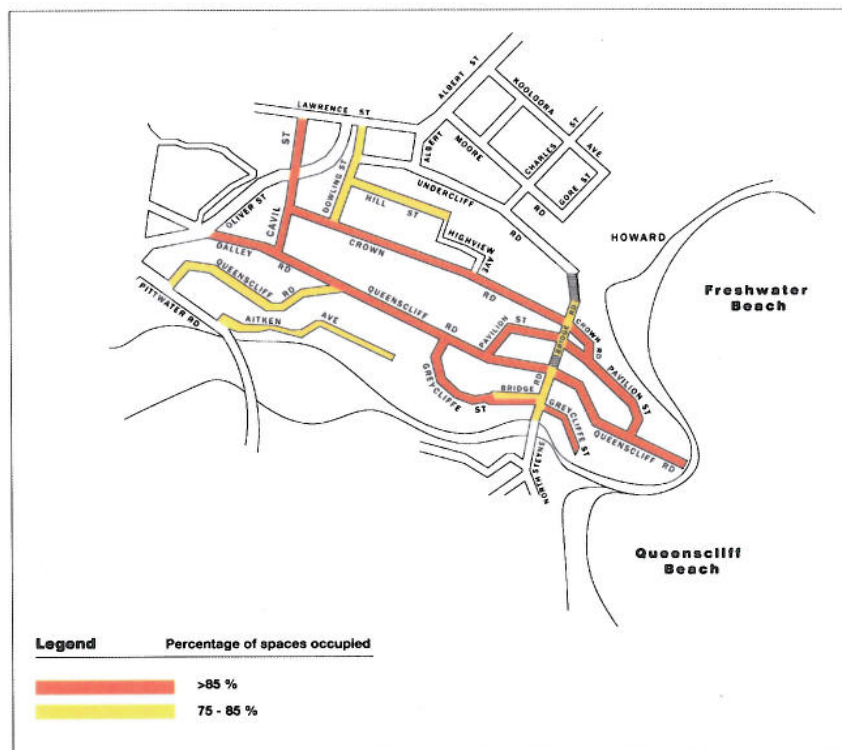 LAWRENCE ST
ALBERT ST
KOOLOORA
AVE
ALBERT
MOORE
RD
CHARLES
ST
GORE ST
CAVIL
ST
DOWLING ST
UNDERCLIFF
RD
HILL ST
HIGHVIEW
AVE
OLIVER ST
HOWARD
Freshwater
Beach
DALLEY RD
CROWN
RD
QUEENSCLIFF
RD
QUEENSCLIFF
RD
PITTWATER RD
AITKEN AVE
PAVILION ST
BRIDGE RD
CROWN
RD
PAVILION ST
GREYCLIFFE
ST
BRIDGE
RD
GREYCLIFFE
ST
QUEENSCLIFF
RD
NORTH STEYNE
Queenscliff
Beach
Legend Percentage of spaces occupied
>85 %
75 - 85 %